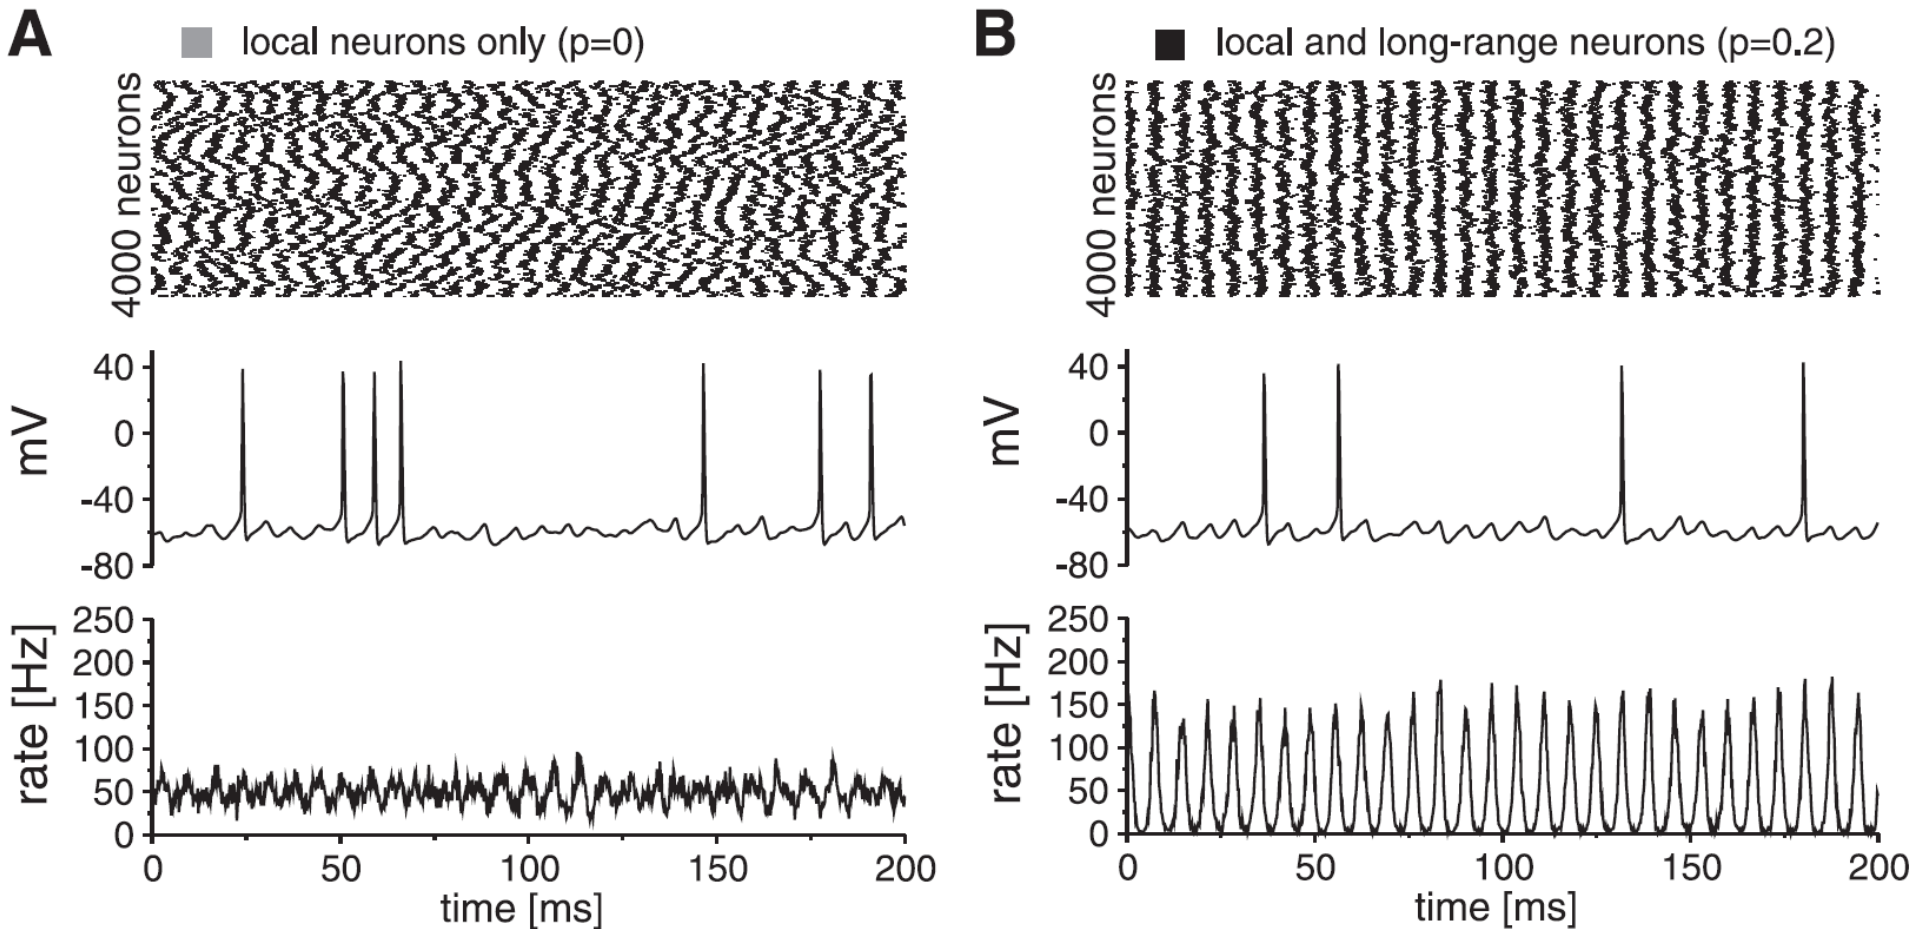 A
local neurons only (p=0)
4000 neurons
mV
40
0
-40
-80
rate [Hz]
250
200
150
100
50
0
0 50 100 150 200
time [ms]
B
local and long-range neurons (p=0.2)
4000 neurons
mV
40
0
-40
-80
rate [Hz]
250
200
150
100
50
0
0 50 100 150 200
time [ms]